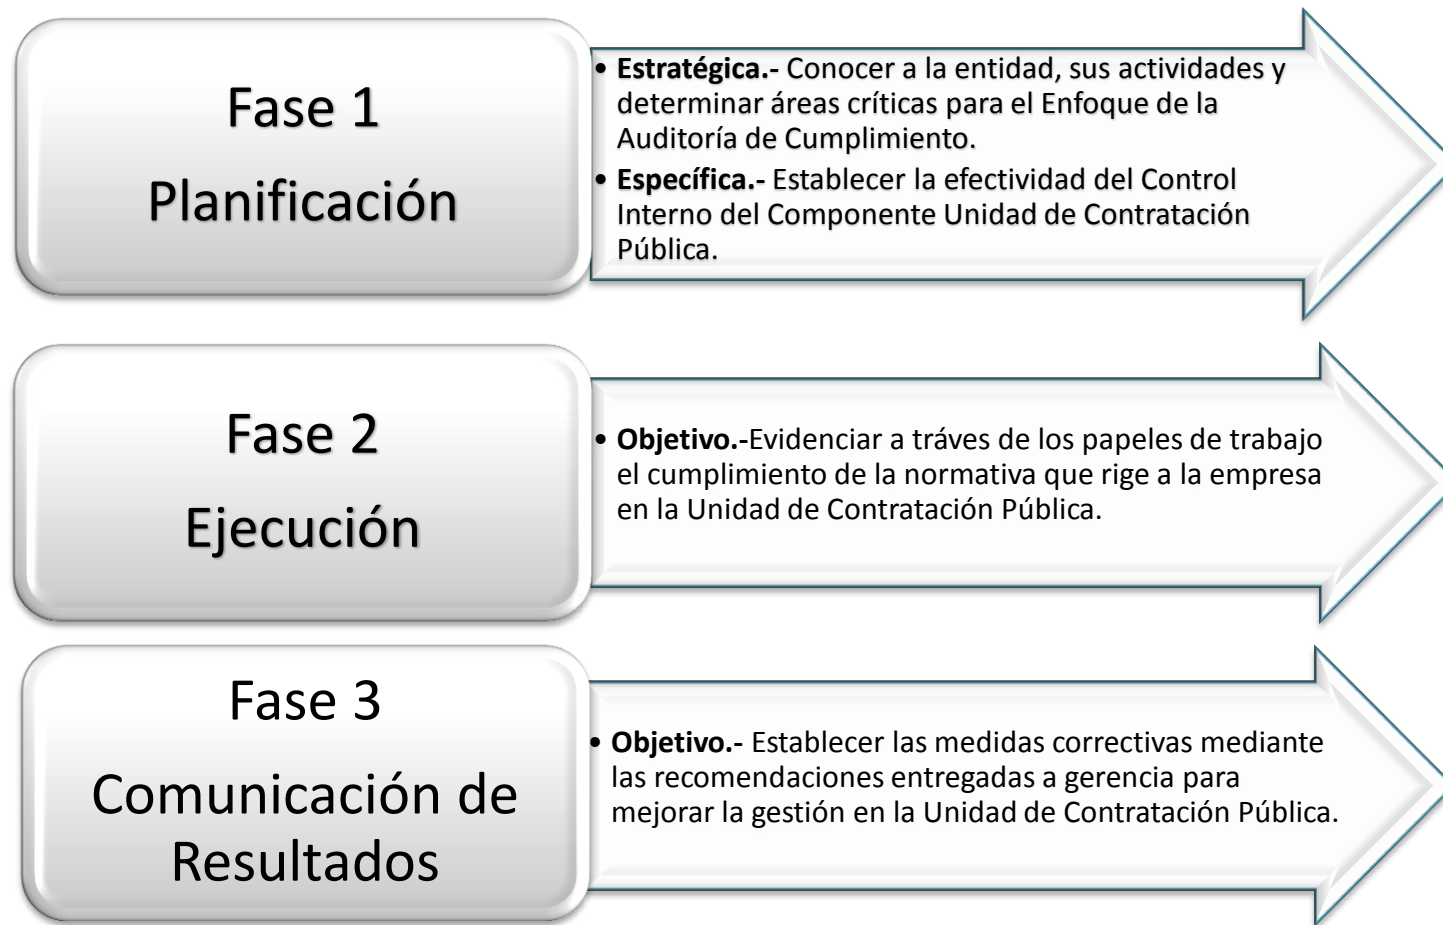 Fase 1
Planificación
• Estratégica.- Conocer a la entidad, sus actividades y
determinar áreas críticas para el Enfoque de la
Auditoría de Cumplimiento.
• Específica.- Establecer la efectividad del Control
Interno del Componente Unidad de Contratación
Pública.
Fase 2
Ejecución
• Objetivo.-Evidenciar a tráves de los papeles de trabajo
el cumplimiento de la normativa que rige a la empresa
en la Unidad de Contratación Pública.
Fase 3
Comunicación de
Resultados
• Objetivo.- Establecer las medidas correctivas mediante
las recomendaciones entregadas a gerencia para
mejorar la gestión en la Unidad de Contratación Pública.